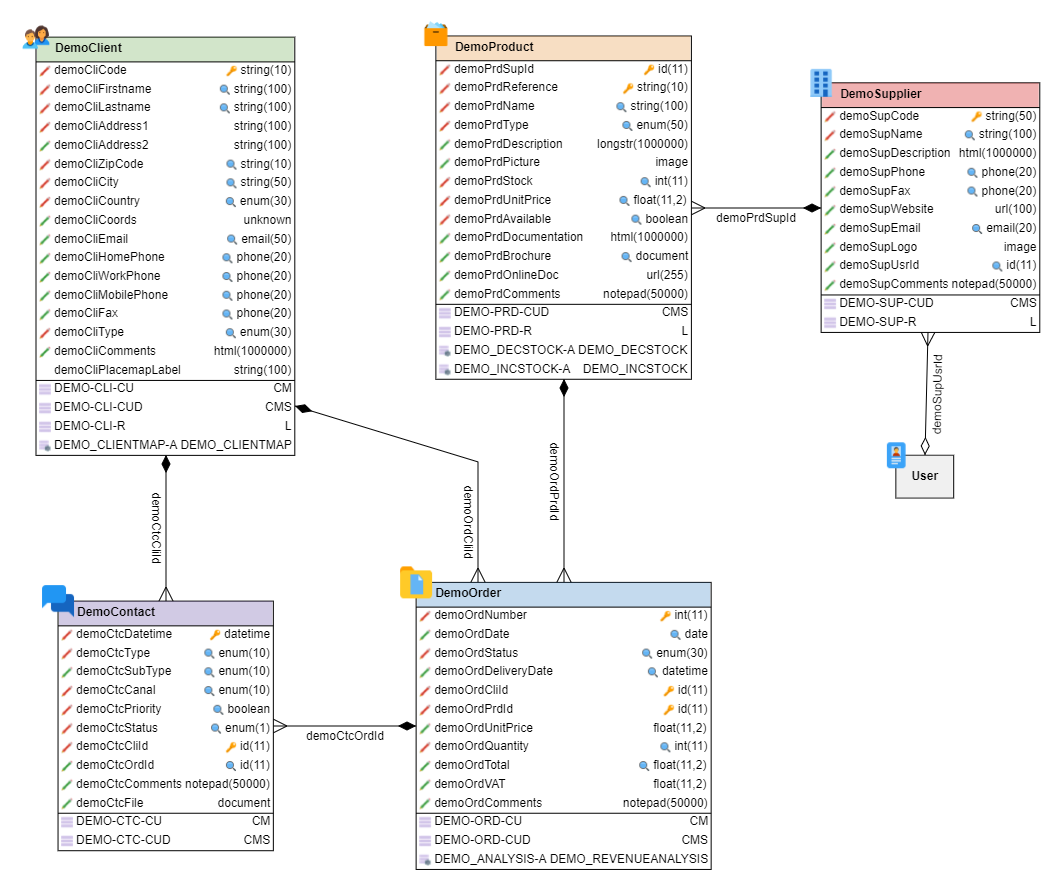 DemoClient
demoCliCode string(10)
demoCliFirstname string(100)
demoCliLastname string(100)
demoCliAddress1 string(100)
demoCliAddress2 string(100)
demoCliZipCode string(10)
demoCliCity string(50)
demoCliCountry enum(30)
demoCliCoords unknown
demoCliEmail email(50)
demoCliHomePhone phone(20)
demoCliWorkPhone phone(20)
demoCliMobilePhone phone(20)
demoCliFax phone(20)
demoCliType enum(30)
demoCliComments html(1000000)
demoCliPlacemapLabel string(100)
DEMO-CLI-CU CM
DEMO-CLI-CUD CMS
DEMO-CLI-R L
DEMO_CLIENTMAP-A DEMO_CLIENTMAP
DemoProduct
demoPrdSupId id(11)
demoPrdReference string(10)
demoPrdName string(100)
demoPrdType enum(50)
demoPrdDescription longstr(1000000)
demoPrdPicture image
demoPrdStock int(11)
demoPrdUnitPrice float(11,2)
demoPrdAvailable boolean
demoPrdDocumentation html(1000000)
demoPrdBrochure document
demoPrdOnlineDoc url(255)
demoPrdComments notepad(50000)
DEMO-PRD-CUD CMS
DEMO-PRD-R L
DEMO_DECSTOCK-A DEMO_DECSTOCK
DEMO_INCSTOCK-A DEMO_INCSTOCK
demoPrdSupId
DemoSupplier
demoSupCode string(50)
demoSupName string(100)
demoSupDescription html(1000000)
demoSupPhone phone(20)
demoSupFax phone(20)
demoSupWebsite url(100)
demoSupEmail email(20)
demoSupLogo image
demoSupUsrId id(11)
demoSupComments notepad(50000)
DEMO-SUP-CUD CMS
DEMO-SUP-R L
demoSupUsrId
User
demoCtcCliId
demoOrdCliId
demoOrdPrdId
DemoContact
demoCtcDatetime datetime
demoCtcType enum(10)
demoCtcSubType enum(10)
demoCtcCanal enum(10)
demoCtcPriority boolean
demoCtcStatus enum(1)
demoCtcCliId id(11)
demoCtcOrdId id(11)
demoCtcComments notepad(50000)
demoCtcFile document
DEMO-CTC-CU CM
DEMO-CTC-CUD CMS
demoCtcOrdId
DemoOrder
demoOrdNumber int(11)
demoOrdDate date
demoOrdStatus enum(30)
demoOrdDeliveryDate datetime
demoOrdCliId id(11)
demoOrdPrdId id(11)
demoOrdUnitPrice float(11,2)
demoOrdQuantity int(11)
demoOrdTotal float(11,2)
demoOrdVAT float(11,2)
demoOrdComments notepad(50000)
DEMO-ORD-CU CM
DEMO-ORD-CUD CMS
DEMO_ANALYSIS-A DEMO_REVENUEANALYSIS